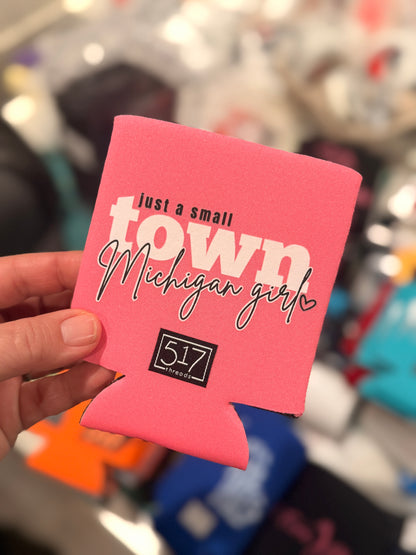 just a small
town
Michigan girl
517
threads